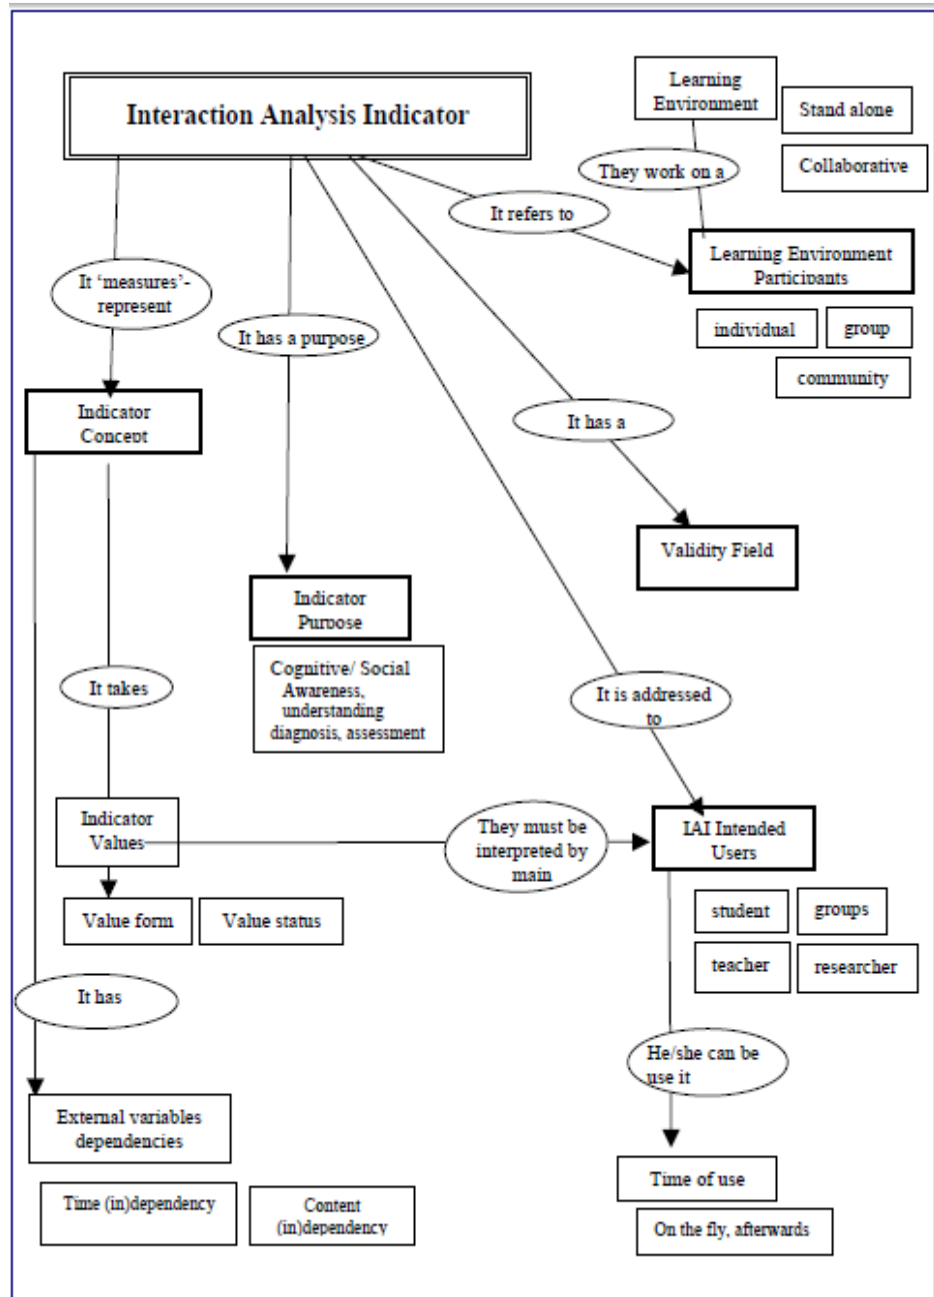 Interaction Analysis Indicator
Learning
Environment
Stand alone
Collaborative
They work on a
It refers to
Learning Environment
Participants
individual
group
community
It ‘measures’-
represent
It has a purpose
Indicator
Concept
It has a
Validity Field
Indicator
Purpose
Cognitive/ Social
Awareness,
understanding
diagnosis, assessment
It takes
It is addressed
to
Indicator
Values
They must be
interpreted by
main
IAI Intended
Users
Value form
Value status
student
groups
teacher
researcher
It has
He/she can be
use it
External variables
dependencies
Time (in)dependency
Content
(in)dependency
Time of use
On the fly, afterwards